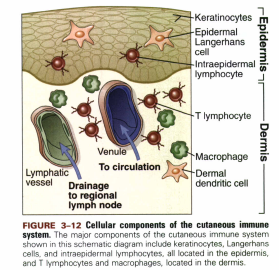 Keratinocytes
Epidermal
Langerhans
cell
Intraepidermal
lymphocyte
Epidermis
T lymphocyte
Dermis
Macrophage
Dermal
dendritic cell
Venule
To circulation
Lymphatic
vessel
Drainage
to regional
lymph node
FIGURE 3–12 Cellular components of the cutaneous immune
system. The major components of the cutaneous immune system
shown in this schematic diagram include keratinocytes, Langerhans
cells, and intraepidermal lymphocytes, all located in the epidermis,
and T lymphocytes and macrophages, located in the dermis.